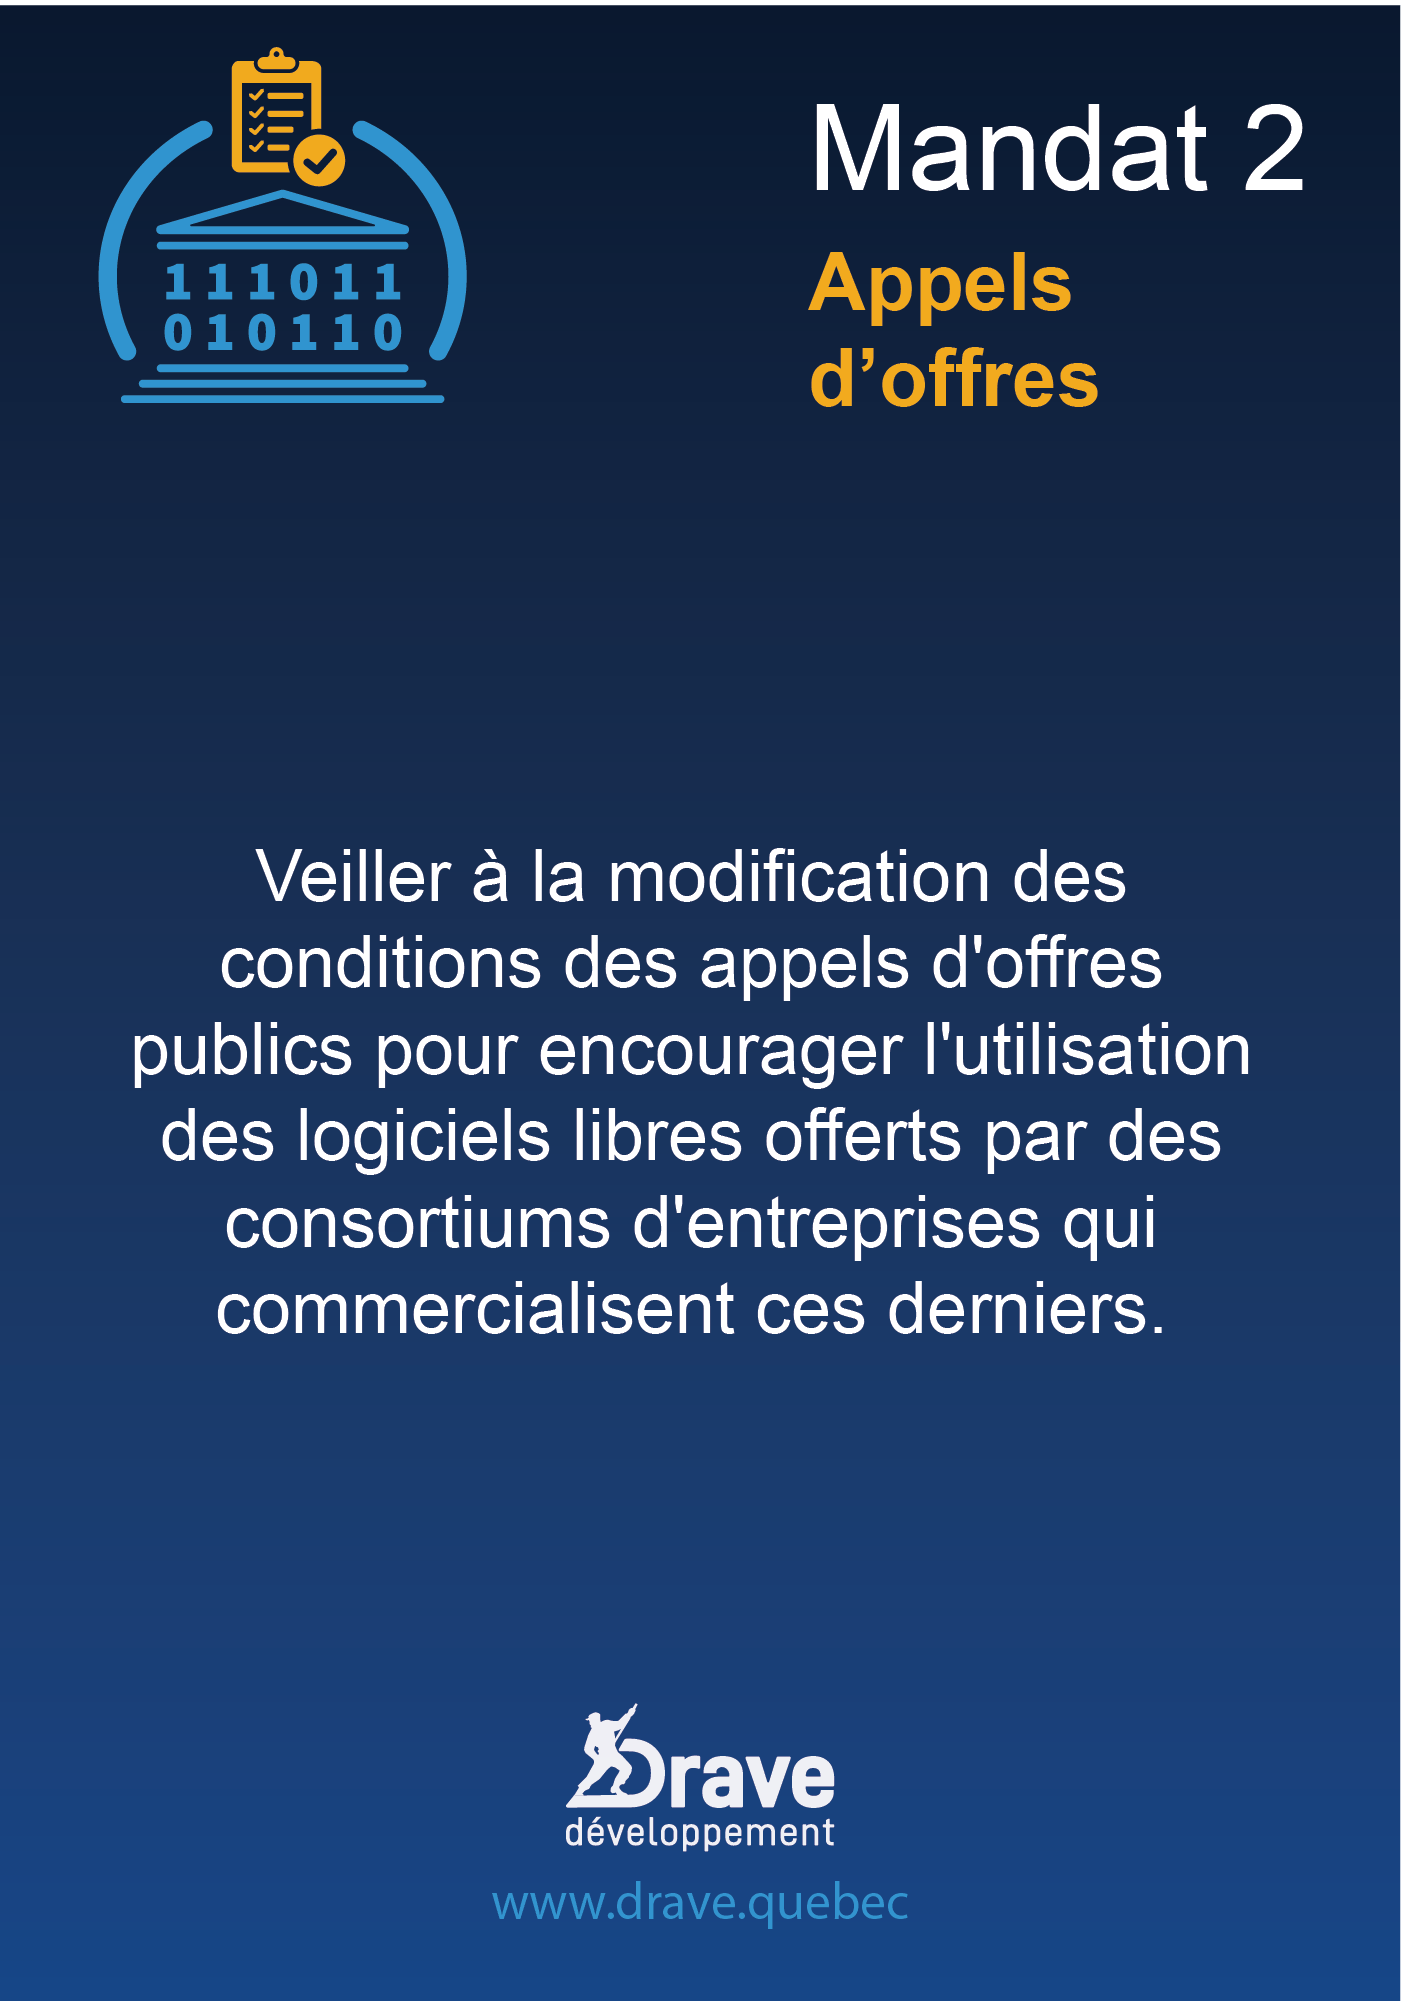 111011
010110
Mandat 2
Appels
d’offres
Veiller à la modification des
conditions des appels d'offres
publics pour encourager l'utilisation
des logiciels libres offerts par des
consortiums d'entreprises qui
commercialisent ces derniers.
Drave
développement
www.drave.quebec